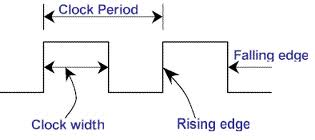 Clock Period
Falling edge
Clock width
Rising edge